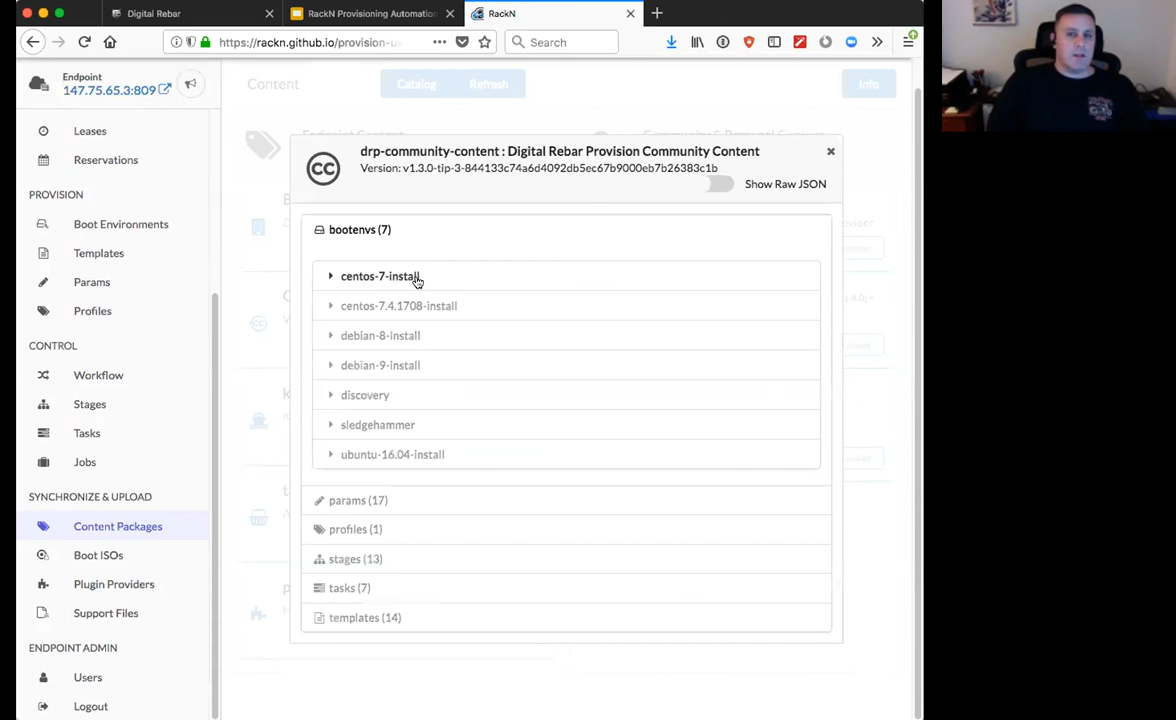 Digital Rebar
RackN Provisioning Automation
RackN
https://rackn.github.io/provision-u
Search
Endpoint
147.75.65.3:809
Content
Catalog
Refresh
Info
Leases
Reservations
PROVISION
Boot Environments
Templates
Params
Profiles
CONTROL
Workflow
Stages
Tasks
Jobs
SYNCHRONIZE & UPLOAD
Content Packages
Boot ISOs
Plugin Providers
Support Files
ENDPOINT ADMIN
Users
Logout
Endpoint Content
cc
drp-community-content : Digital Rebar Provision Community Content
Version: v1.3.0-tip-3-844133c74a6d4092db5ec67b9000eb7b26383c1b
Show Raw JSON
bootenvs (7)
centos-7-install
centos-7.4.1708-install
debian-8-install
debian-9-install
discovery
sledgehammer
ubuntu-16.04-install
params (17)
profiles (1)
stages (13)
tasks (7)
templates (14)